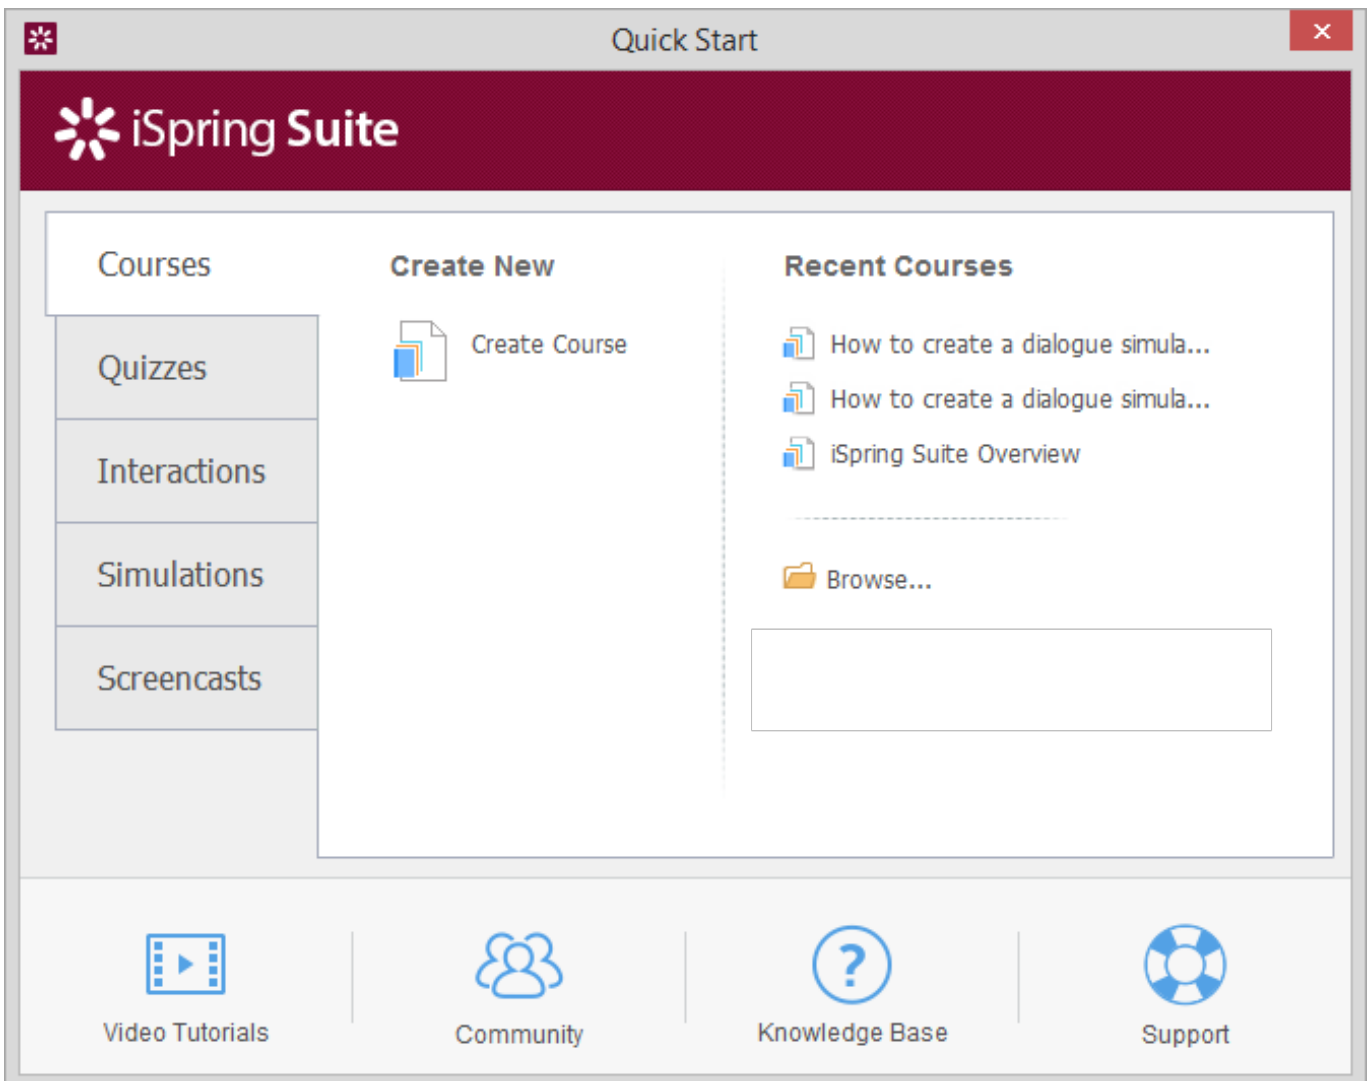 Quick Start
iSpring Suite
Courses
Quizzes
Interactions
Simulations
Screencasts
Create New
Create Course
Recent Courses
How to create a dialogue simula...
How to create a dialogue simula...
iSpring Suite Overview
Browse...
Video Tutorials
Community
Knowledge Base
Support